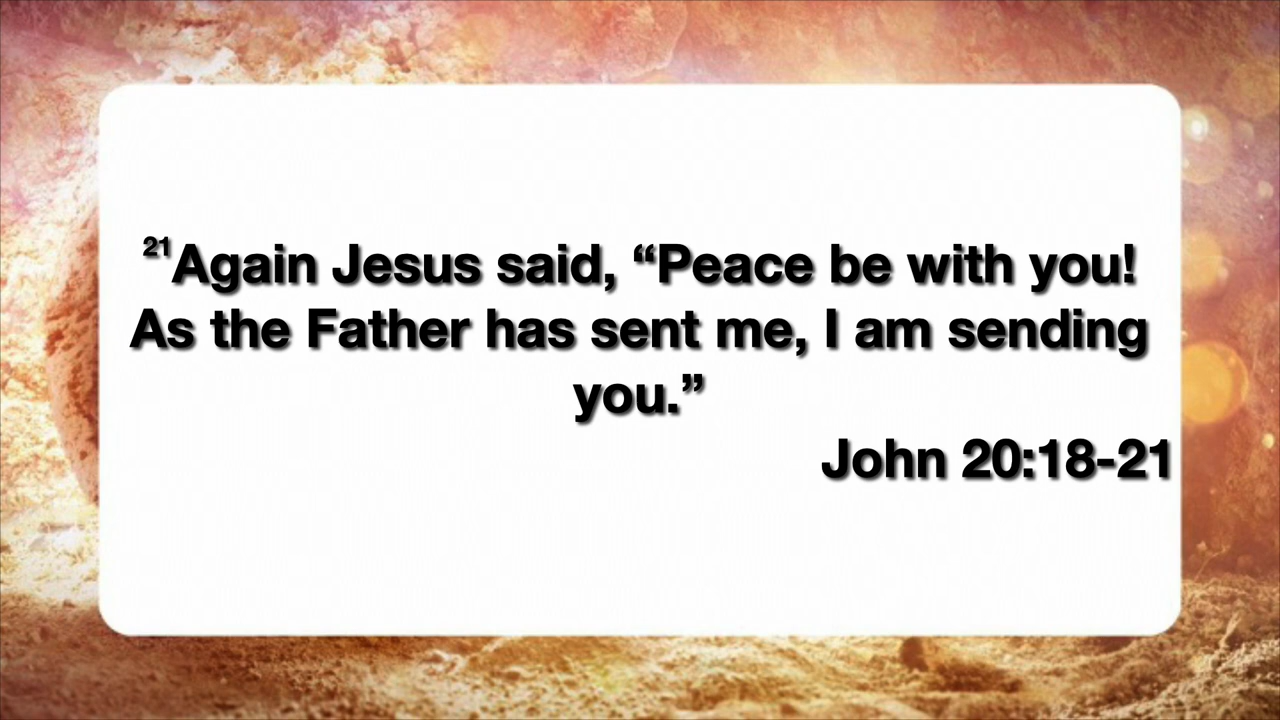 ²¹Again Jesus said, “Peace be with you!
As the Father has sent me, I am sending
you.”
John 20:18-21